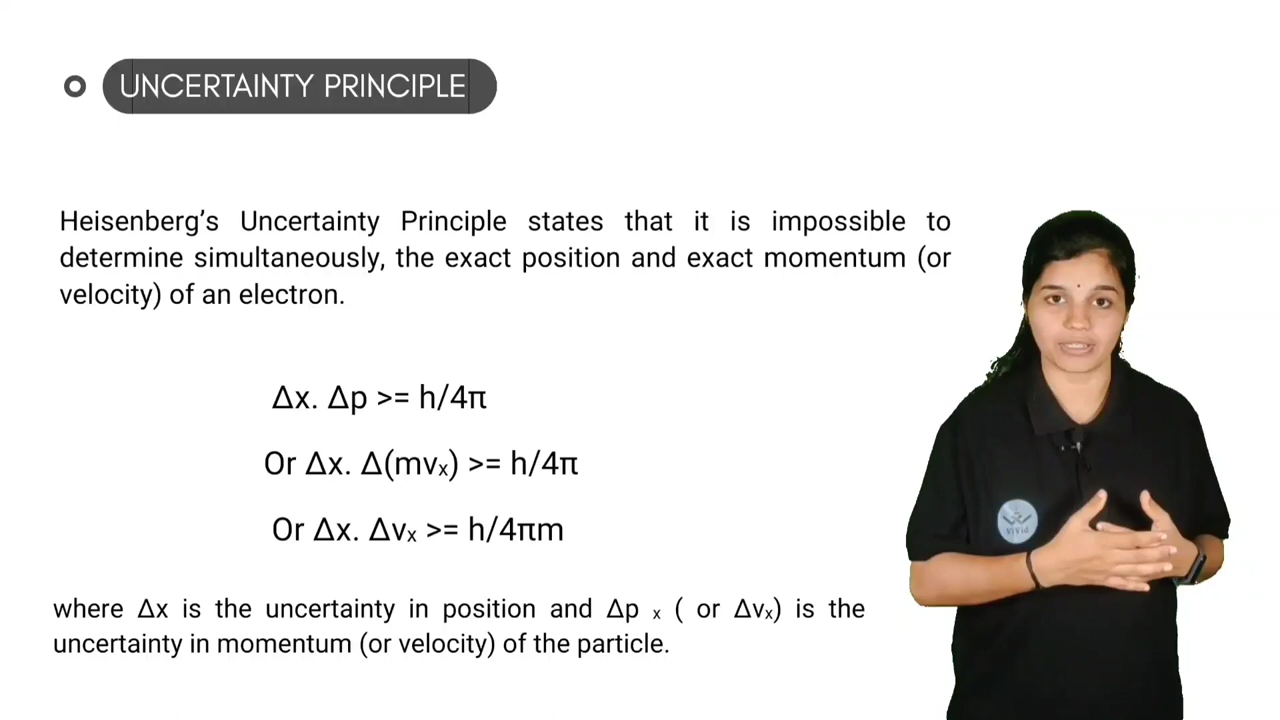 UNCERTAINTY PRINCIPLE
Heisenberg’s Uncertainty Principle states that it is impossible to
determine simultaneously, the exact position and exact momentum (or
velocity) of an electron.
Δx. Δp >= h/4π
Or Δx. Δ(mvₓ) >= h/4π
Or Δx. Δvₓ >= h/4πm
where Δx is the uncertainty in position and Δp ₓ ( or Δvₓ) is the
uncertainty in momentum (or velocity) of the particle.
ViVid